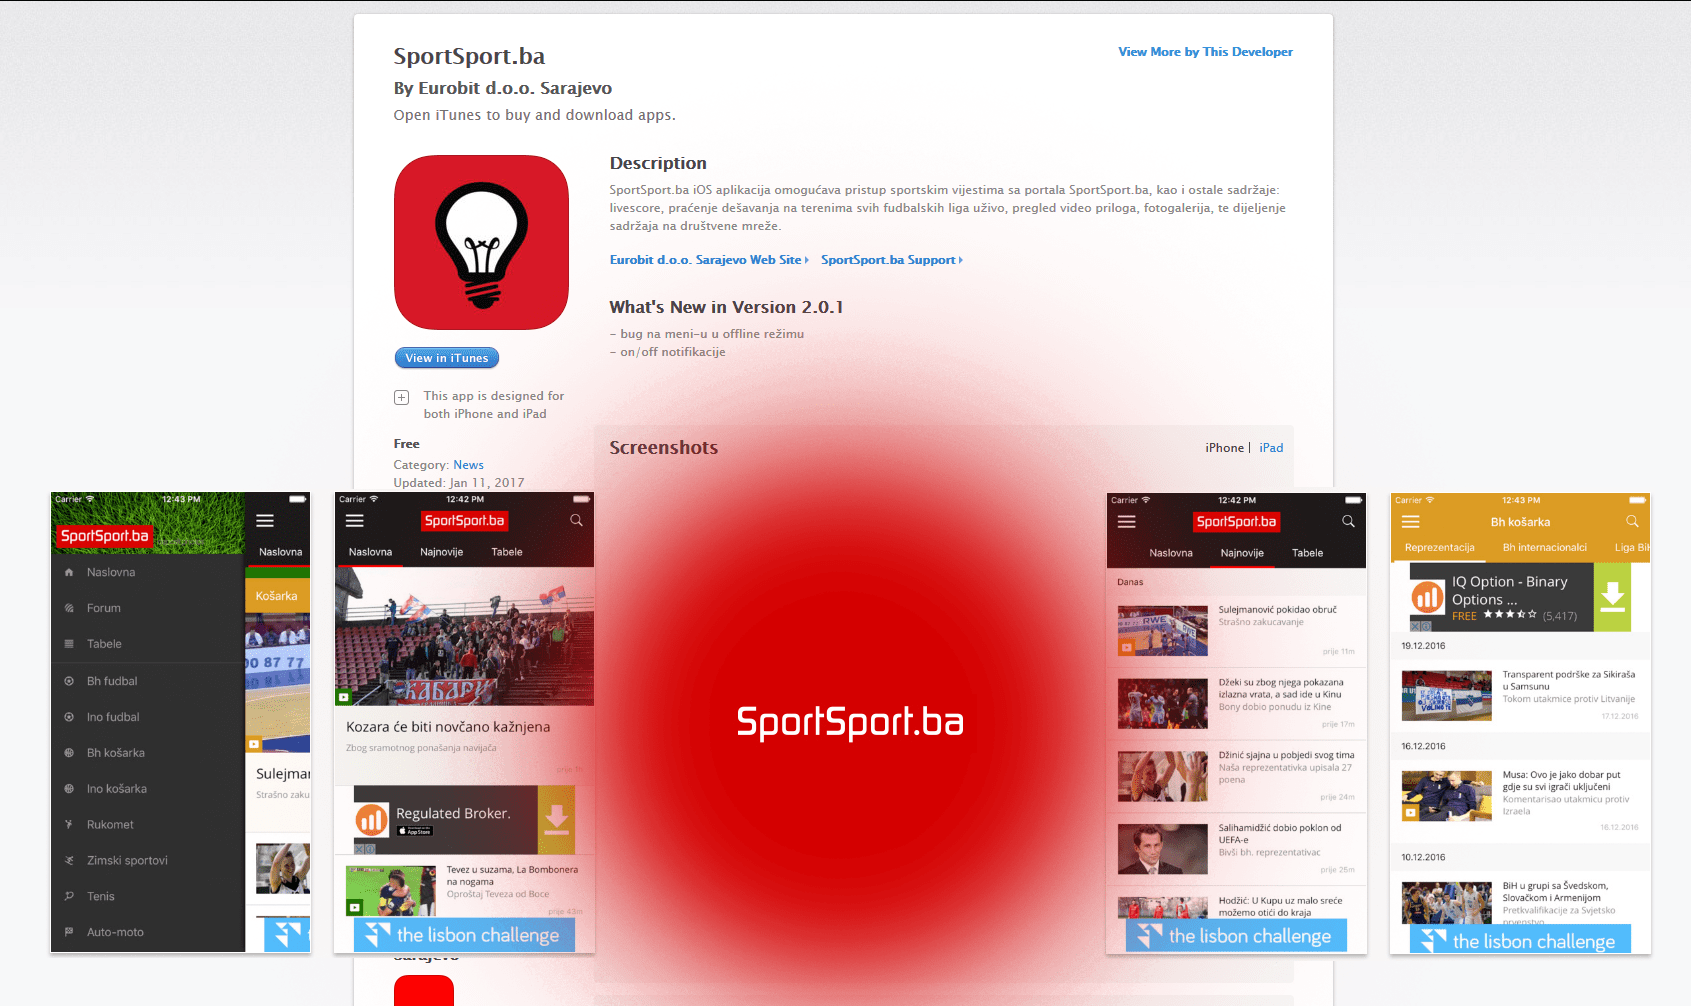 SportSport.ba
View More by This Developer
By Eurobit d.o.o. Sarajevo
Open iTunes to buy and download apps.
Description
SportSport.ba iOS aplikacija omogućava pristup sportskim vijestima sa portala SportSport.ba, kao i ostale sadržaje:
livescore, praćenje dešavanja na terenima svih fudbalskih liga uživo, pregled video priloga, fotogalerija, te dijeljenje
sadržaja na društvene mreže.
Eurobit d.o.o. Sarajevo Web Site
SportSport.ba Support
What's New in Version 2.0.1
- bug na meni-u u offline režimu
- on/off notifikacije
View in iTunes
This app is designed for
both iPhone and iPad
Free
Category: News
Updated: Jan 11, 2017
Screenshots
iPhone | iPad
Carrier 12:43 PM
SportSport.ba
Naslovna
Forum
Tabele
Bh fudbal
Ino fudbal
Bh košarka
Ino košarka
Rukomet
Zimski sportovi
Tenis
Auto-moto
Naslovna
Košarka
00 87 77
Sulejma
Strašno zaku
Carrier 12:42 PM
SportSport.ba
Naslovna Najnovije Tabele
КАБАРУ
Kozara će biti novčano kažnjena
Zbog sramotnog ponašanja navijača
prije 1h
Regulated Broker.
App Store
Tevez u suzama, La Bombonera
na nogama
Oproštaj Teveza od Boce
prije 43m
the lisbon challenge
SportSport.ba
Carrier 12:42 PM
SportSport.ba
Naslovna Najnovije Tabele
Danas
RWE
Sulejmanović pokidao obruč
Strašno zakucavanje
prije 11m
Džeki su zbog njega pokazana
izlazna vrata, a sad ide u Kinu
Bony dobio ponudu iz Kine
prije 17m
Džinić sjajna u pobjedi svog tima
Naša reprezentativka upisala 27
poena
prije 24m
Salihamidžić dobio poklon od
UEFA-e
Bivši bh. reprezentativac
prije 25m
Hodžić: U Kupu uz malo sreće
možemo otići do kraja
the lisbon challenge
Carrier 12:43 PM
Bh košarka
Reprezentacija Bh internacionalci Liga BiH
IQ Option - Binary
Options ...
FREE (5,417)
19.12.2016
Transparent podrške za Sikiraša
u Samsunu
Tokom utakmice protiv Litvanije
17.12.2016
16.12.2016
Musa: Ovo je jako dobar put
gdje su svi igrači uključeni
Komentarisao utakmicu protiv
Izraela
16.12.2016
10.12.2016
BiH u grupi sa Švedskom,
Slovačkom i Armenijom
Pretkvalifikacije za Svjetsko
prvenstvo
the lisbon challenge
Sarajevo